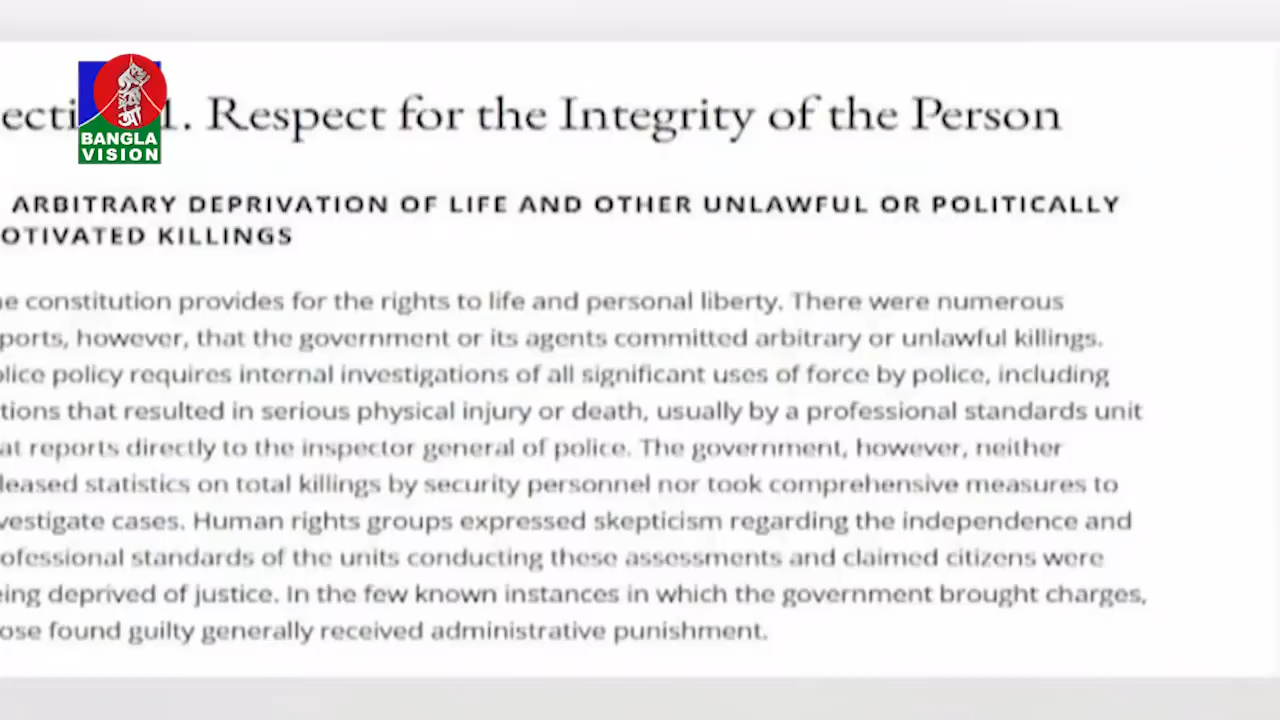 বাংলা
BANGLA
VISION
ecti 1. Respect for the Integrity of the Person
ARBITRARY DEPRIVATION OF LIFE AND OTHER UNLAWFUL OR POLITICALLY
OTIVATED KILLINGS
e constitution provides for the rights to life and personal liberty. There were numerous
ports, however, that the government or its agents committed arbitrary or unlawful killings.
lice policy requires internal investigations of all significant uses of force by police, including
tions that resulted in serious physical injury or death, usually by a professional standards unit
at reports directly to the inspector general of police. The government, however, neither
leased statistics on total killings by security personnel nor took comprehensive measures to
vestigate cases. Human rights groups expressed skepticism regarding the independence and
ofessional standards of the units conducting these assessments and claimed citizens were
ing deprived of justice. In the few known instances in which the government brought charges,
ose found guilty generally received administrative punishment.